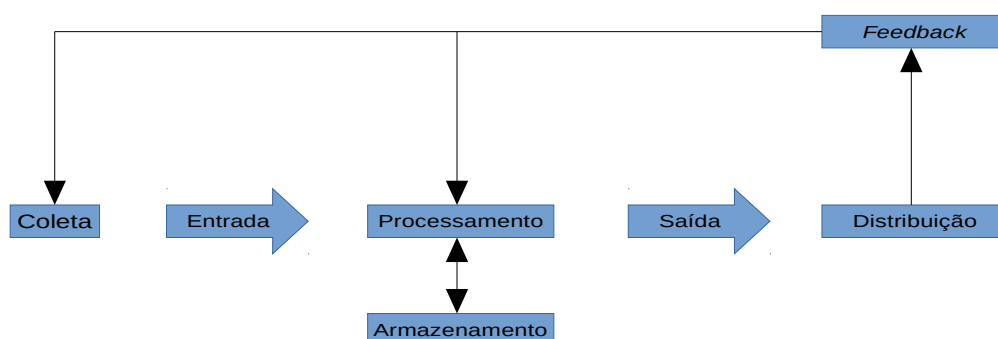 Feedback
Coleta
Entrada
Processamento
Saída
Distribuição
Armazenamento